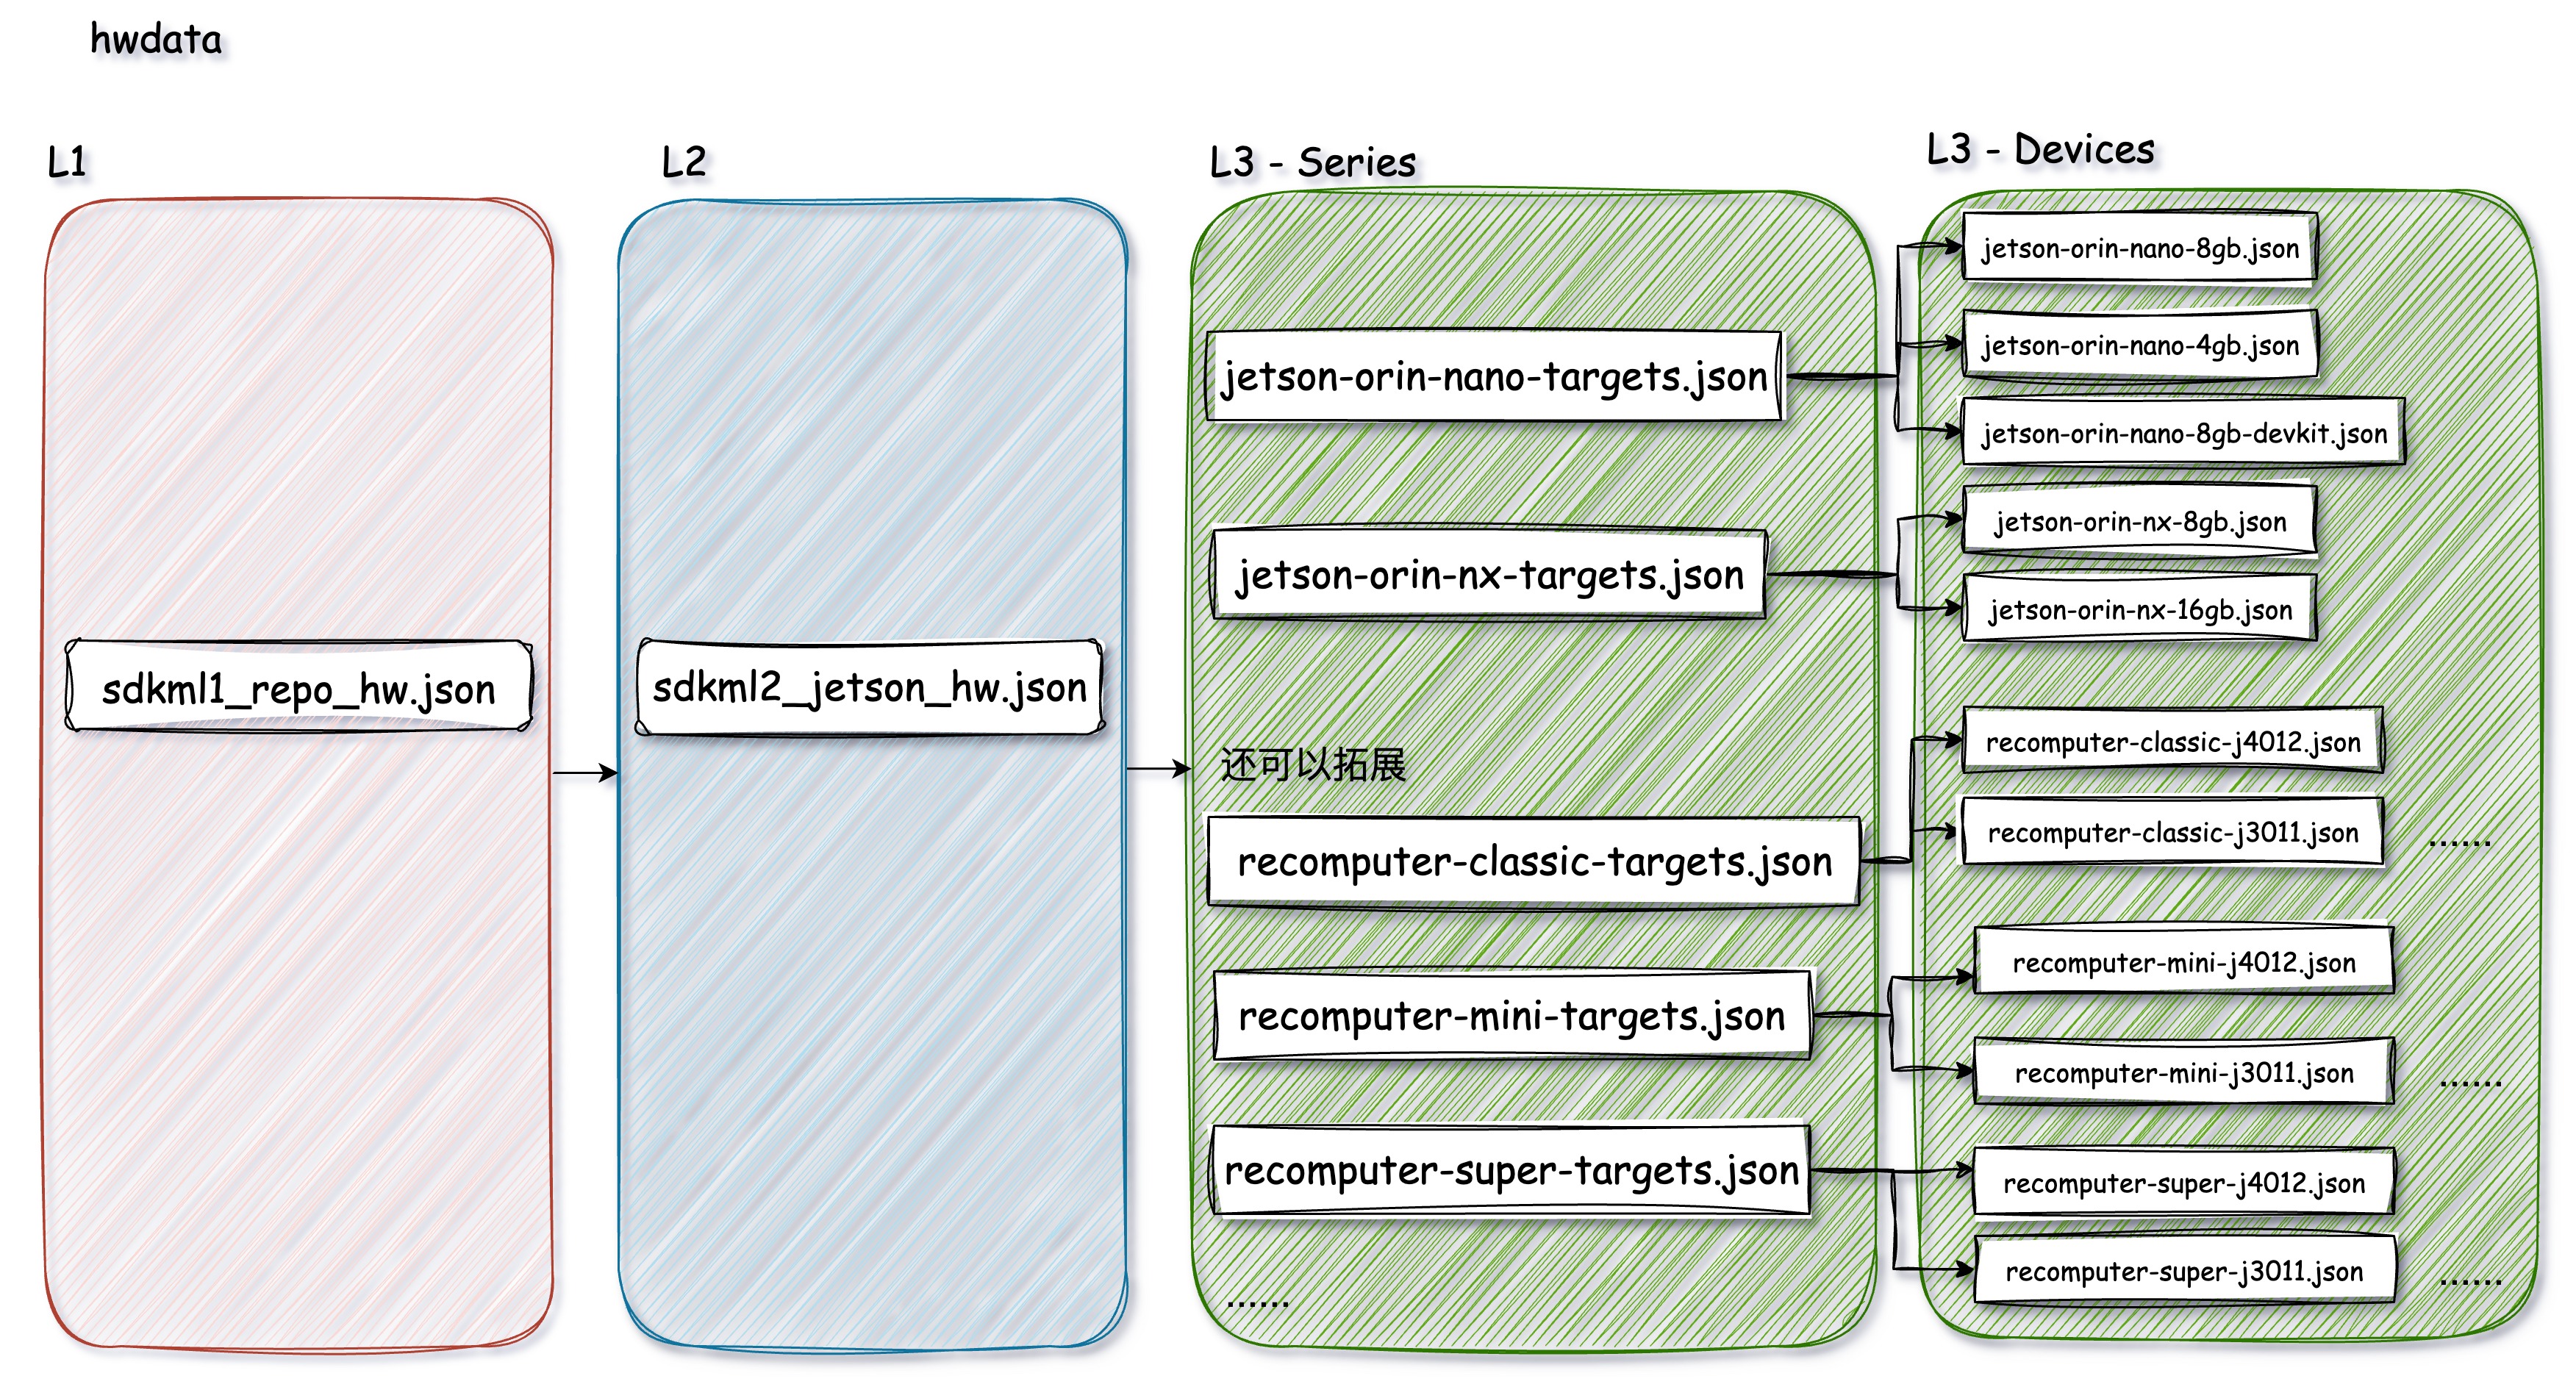 hwdata
L1
sdkml1_repo_hw.json
L2
sdkml2_jetson_hw.json
L3 - Series
jetson-orin-nano-targets.json
jetson-orin-nx-targets.json
还可以拓展
recomputer-classic-targets.json
recomputer-mini-targets.json
recomputer-super-targets.json
......
L3 - Devices
jetson-orin-nano-8gb.json
jetson-orin-nano-4gb.json
jetson-orin-nano-8gb-devkit.json
jetson-orin-nx-8gb.json
jetson-orin-nx-16gb.json
recomputer-classic-j4012.json
recomputer-classic-j3011.json ......
recomputer-mini-j4012.json
recomputer-mini-j3011.json ......
recomputer-super-j4012.json
recomputer-super-j3011.json ......